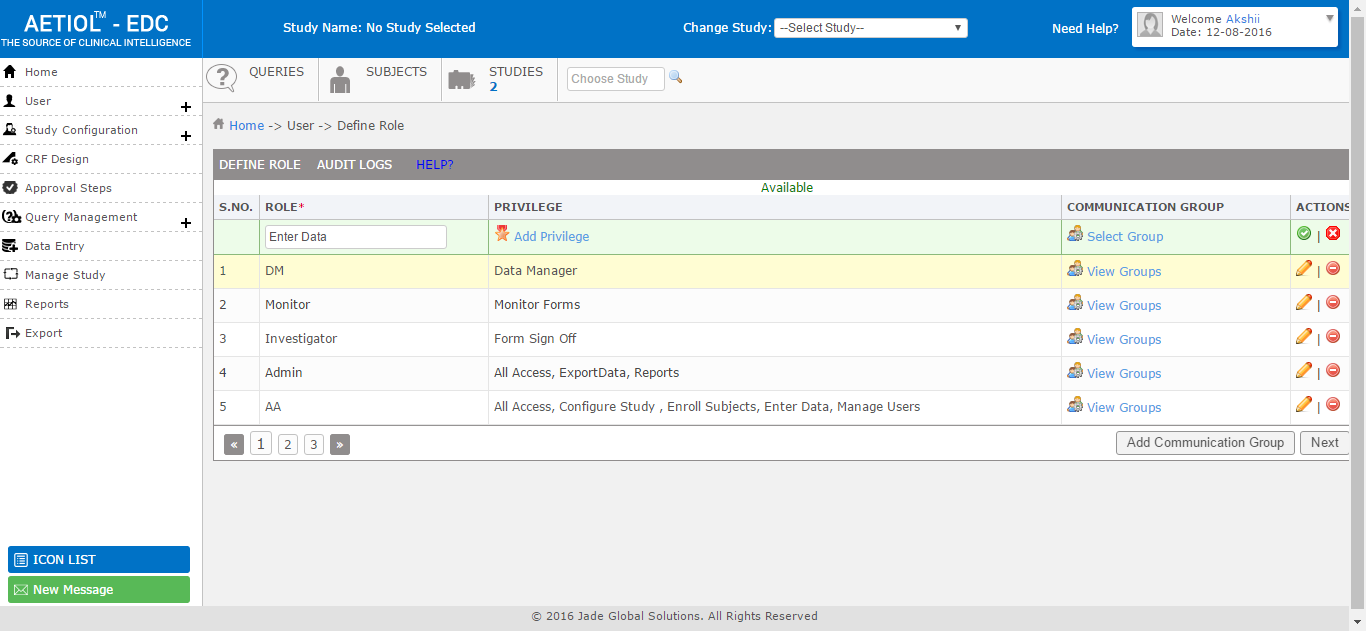 AETIOL™ - EDC
THE SOURCE OF CLINICAL INTELLIGENCE
Study Name: No Study Selected
Change Study: --Select Study--
Need Help?
Welcome Akshii
Date: 12-08-2016
Home
User
Study Configuration
CRF Design
Approval Steps
Query Management
Data Entry
Manage Study
Reports
Export
ICON LIST
New Message
QUERIES
SUBJECTS
STUDIES
2
Choose Study
Home -> User -> Define Role
DEFINE ROLE AUDIT LOGS HELP?
Available
S.NO. ROLE* PRIVILEGE COMMUNICATION GROUP ACTIONS
Enter Data Add Privilege Select Group |
1 DM Data Manager View Groups |
2 Monitor Monitor Forms View Groups |
3 Investigator Form Sign Off View Groups |
4 Admin All Access, ExportData, Reports View Groups |
5 AA All Access, Configure Study , Enroll Subjects, Enter Data, Manage Users View Groups |
« 1 2 3 » Add Communication Group Next
© 2016 Jade Global Solutions. All Rights Reserved